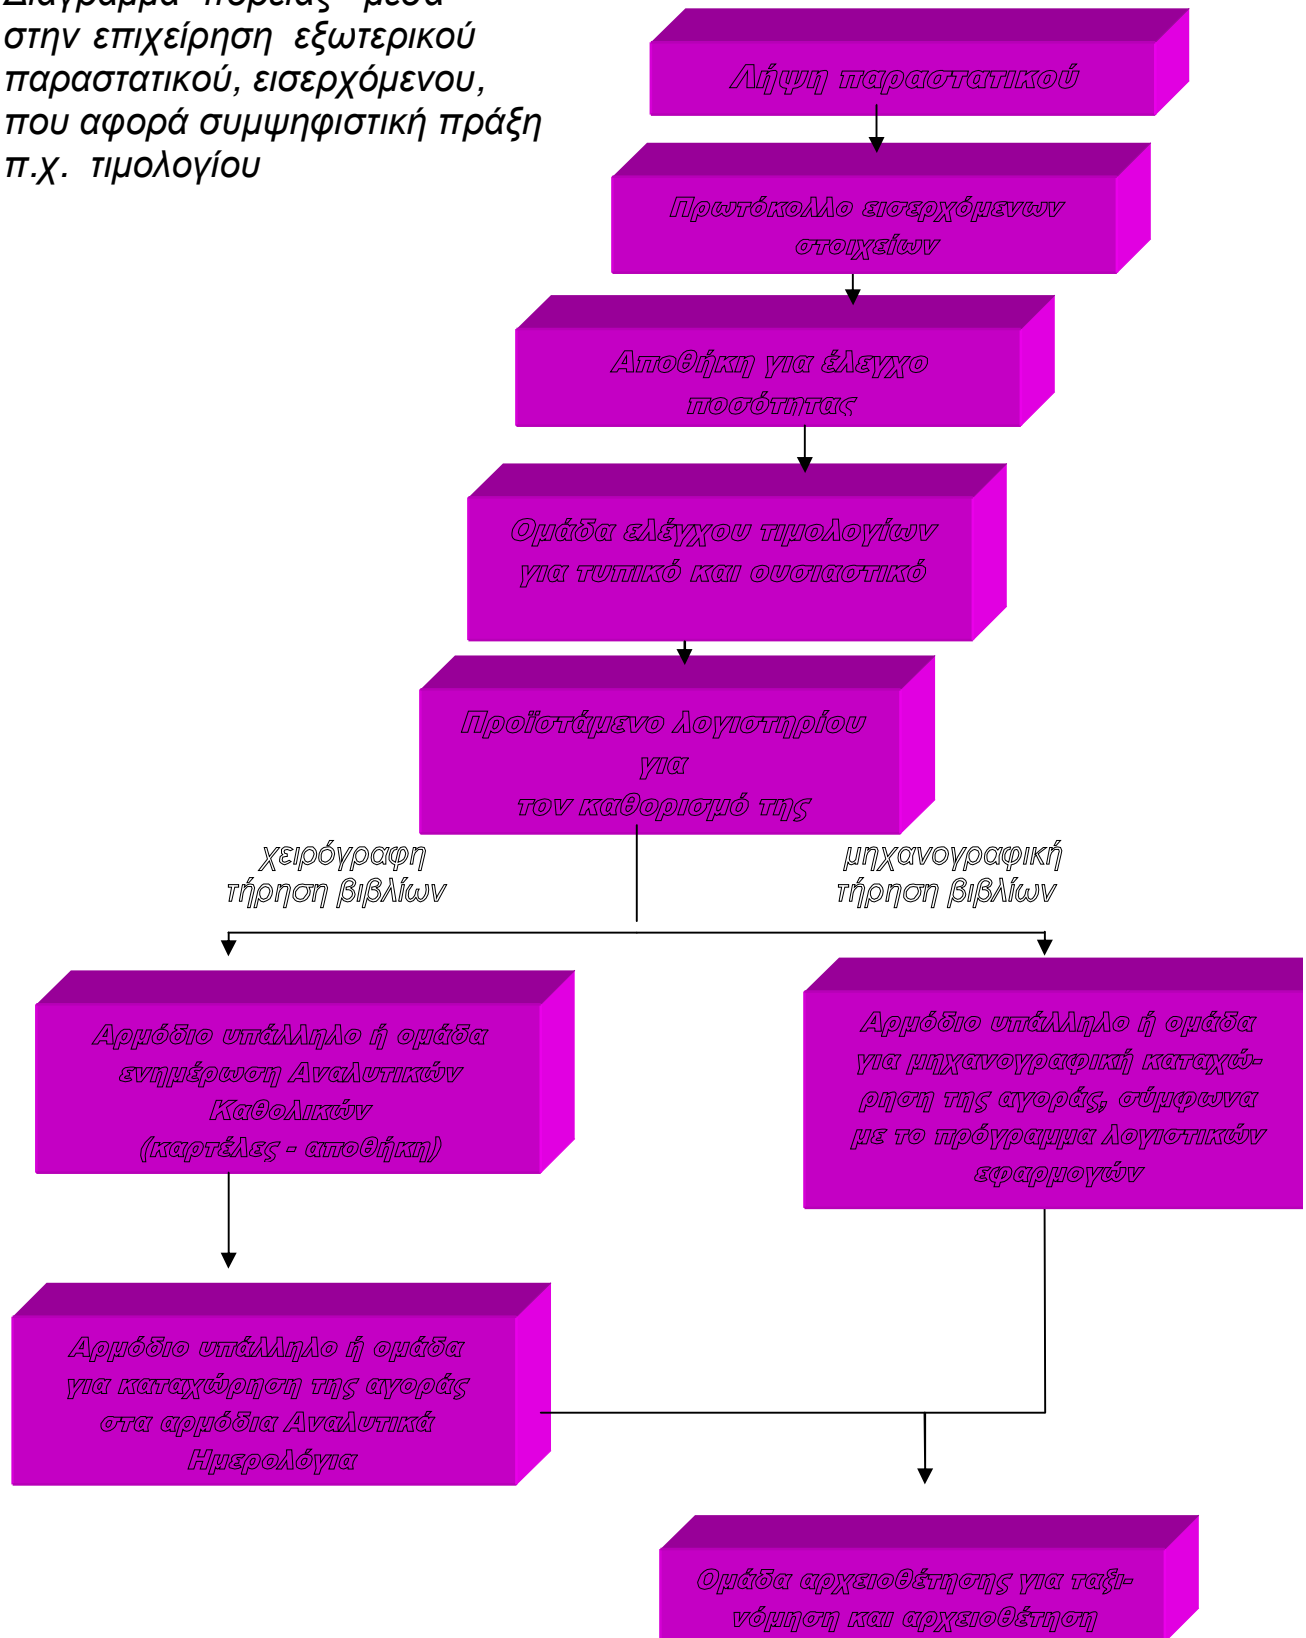 Διάγραμμα πορείας μέσα
στην επιχείρηση εξωτερικού
παραστατικού, εισερχόμενου,
που αφορά συμψηφιστική πράξη
π.χ. τιμολογίου
Λήψη παραστατικού
Πρωτόκολλο εισερχόμενων
στοιχείων
Αποθήκη για έλεγχο
ποσότητας
Ομάδα ελέγχου τιμολογίων
για τυπικό και ουσιαστικό
Προϊστάμενο λογιστηρίου
για
τον καθορισμό της
χειρόγραφη
τήρηση βιβλίων
μηχανογραφική
τήρηση βιβλίων
Αρμόδιο υπάλληλο ή ομάδα
ενημέρωση Αναλυτικών
Καθολικών
(καρτέλες - αποθήκη)
Αρμόδιο υπάλληλο ή ομάδα
για μηχανογραφική καταχώ-
ρηση της αγοράς, σύμφωνα
με το πρόγραμμα λογιστικών
εφαρμογών
Αρμόδιο υπάλληλο ή ομάδα
για καταχώρηση της αγοράς
στα αρμόδια Αναλυτικά
Ημερολόγια
Ομάδα αρχειοθέτησης για ταξι-
νόμηση και αρχειοθέτηση